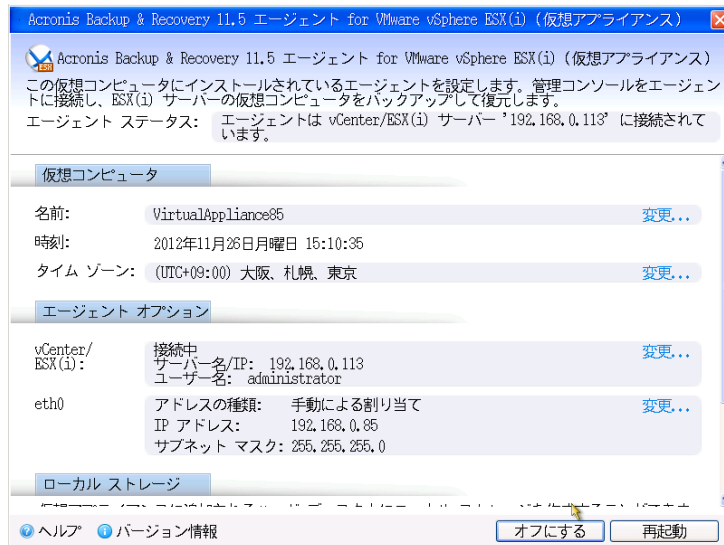 Acronis Backup & Recovery 11.5 エージェント for VMware vSphere ESX(i) (仮想アプライアンス)
Acronis Backup & Recovery 11.5 エージェント for VMware vSphere ESX(i) (仮想アプライアンス)
この仮想コンピュータにインストールされているエージェントを設定します。管理コンソールをエージェン
トに接続し、ESX(i) サーバーの仮想コンピュータをバックアップして復元します。
エージェント ステータス: エージェントは vCenter/ESX(i) サーバー '192.168.0.113' に接続されて
います。
仮想コンピュータ
名前: VirtualAppliance85 変更...
時刻: 2012年11月26日月曜日 15:10:35
タイム ゾーン: (UTC+09:00) 大阪、札幌、東京 変更...
エージェント オプション
vCenter/
ESX(i): 接続中 変更...
サーバー名/IP: 192.168.0.113
ユーザー名: administrator
eth0 アドレスの種類: 手動による割り当て 変更...
IP アドレス: 192.168.0.85
サブネット マスク: 255.255.255.0
ローカル ストレージ
ヘルプ バージョン情報 オフにする 再起動